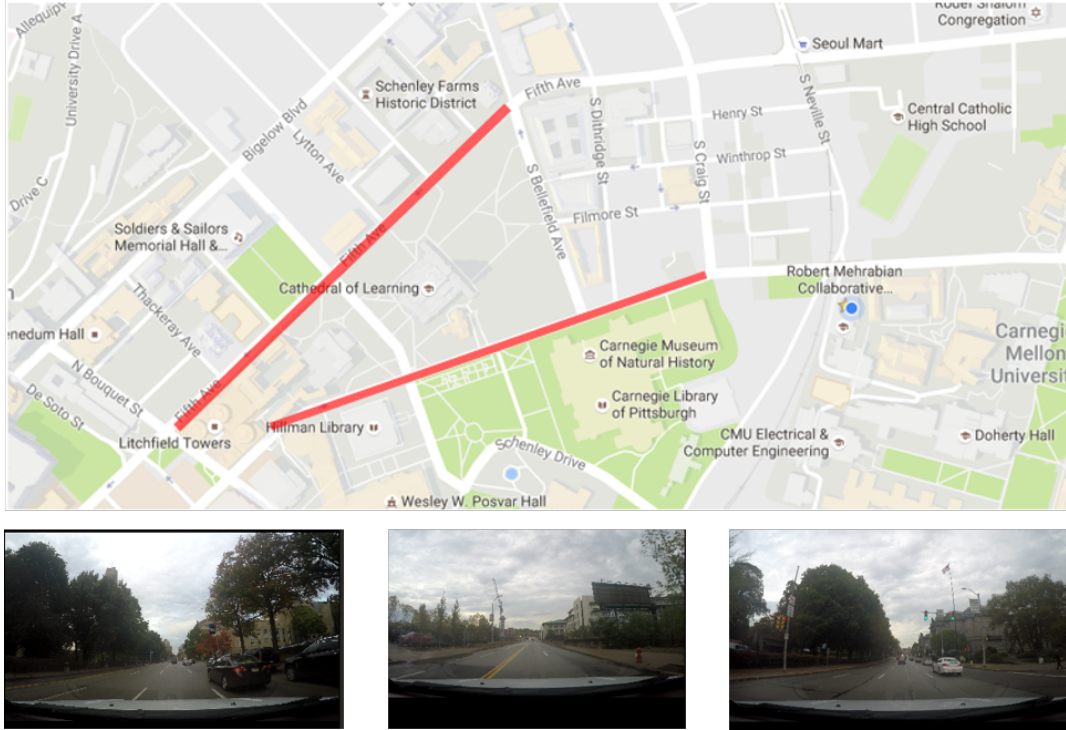 Allequip
University Drive A
Rodef Shalom
Congregation
Seoul Mart
Schenley Farms
Historic District
Fifth Ave
Bigelow Blvd
Lytton Ave
S Dithridge St
Henry St
S Neville St
Central Catholic
High School
S Craig St
Winthrop St
S Bellefield Ave
Drive C
Filmore St
Soldiers & Sailors
Memorial Hall &...
Fifth Ave
Cathedral of Learning
Robert Mehrabian
Collaborative...
Thackeray Ave
enedum Hall
Carnegie Museum
of Natural History
Carnegi
Mellon
Universit
N Bouquet St
De Soto St
Fifth Ave
Carnegie Library
of Pittsburgh
Litchfield Towers
Hillman Library
CMU Electrical &
Computer Engineering
Doherty Hall
Schenley Drive
Wesley W. Posvar Hall